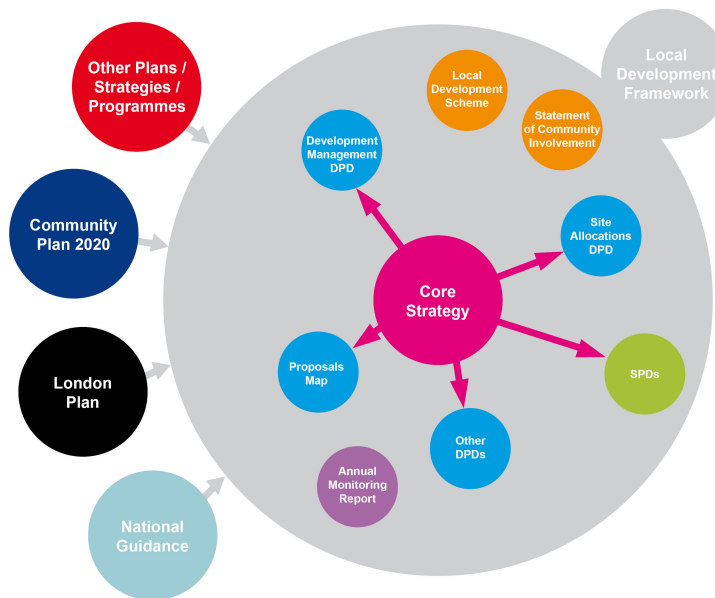 Other Plans /
Strategies /
Programmes
Local
Development
Framework
Local
Development
Scheme
Statement
of Community
Involvement
Development
Management
DPD
Community
Plan 2020
Site
Allocations
DPD
Core
Strategy
London
Plan
Proposals
Map
SPDs
Other
DPDs
Annual
Monitoring
Report
National
Guidance